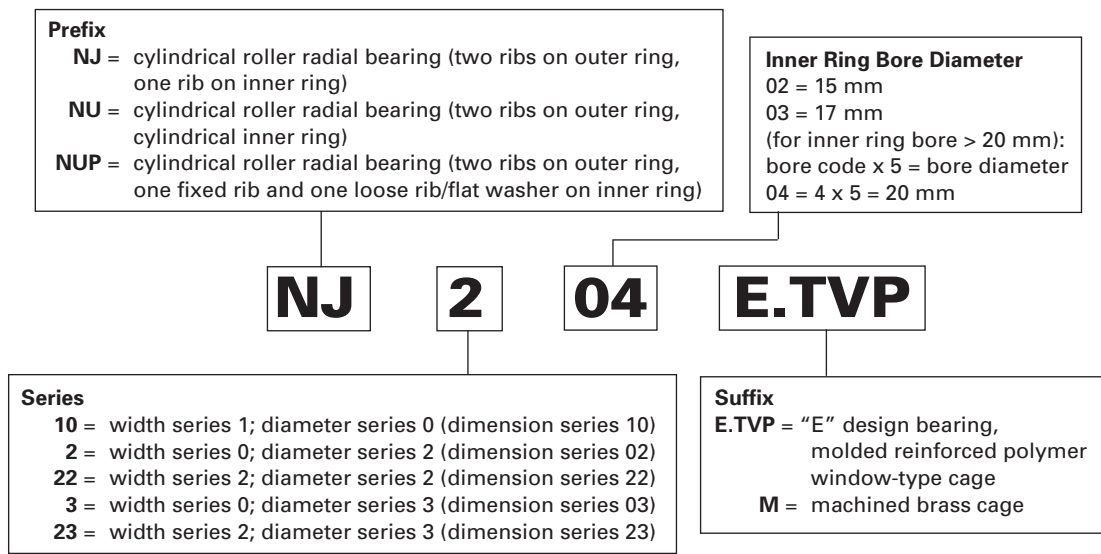 Prefix
NJ = cylindrical roller radial bearing (two ribs on outer ring,
one rib on inner ring)
NU = cylindrical roller radial bearing (two ribs on outer ring,
cylindrical inner ring)
NUP = cylindrical roller radial bearing (two ribs on outer ring,
one fixed rib and one loose rib/flat washer on inner ring)
Inner Ring Bore Diameter
02 = 15 mm
03 = 17 mm
(for inner ring bore > 20 mm):
bore code x 5 = bore diameter
04 = 4 x 5 = 20 mm
NJ 2 04 E.TVP
Series
10 = width series 1; diameter series 0 (dimension series 10)
2 = width series 0; diameter series 2 (dimension series 02)
22 = width series 2; diameter series 2 (dimension series 22)
3 = width series 0; diameter series 3 (dimension series 03)
23 = width series 2; diameter series 3 (dimension series 23)
Suffix
E.TVP = “E” design bearing,
molded reinforced polymer
window-type cage
M = machined brass cage